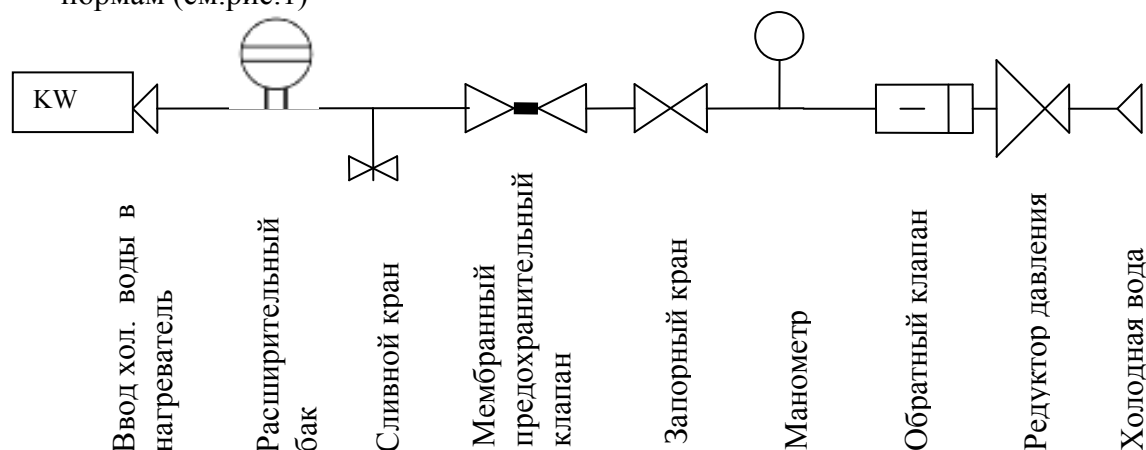 нормам (см.рис.1)
KW
Ввод хол. воды в
нагреватель
Расширительный
бак
Сливной кран
Мембранный
предохранительный
клапан
Запорный кран
Манометр
Обратный клапан
Редуктор давления
Холодная вода